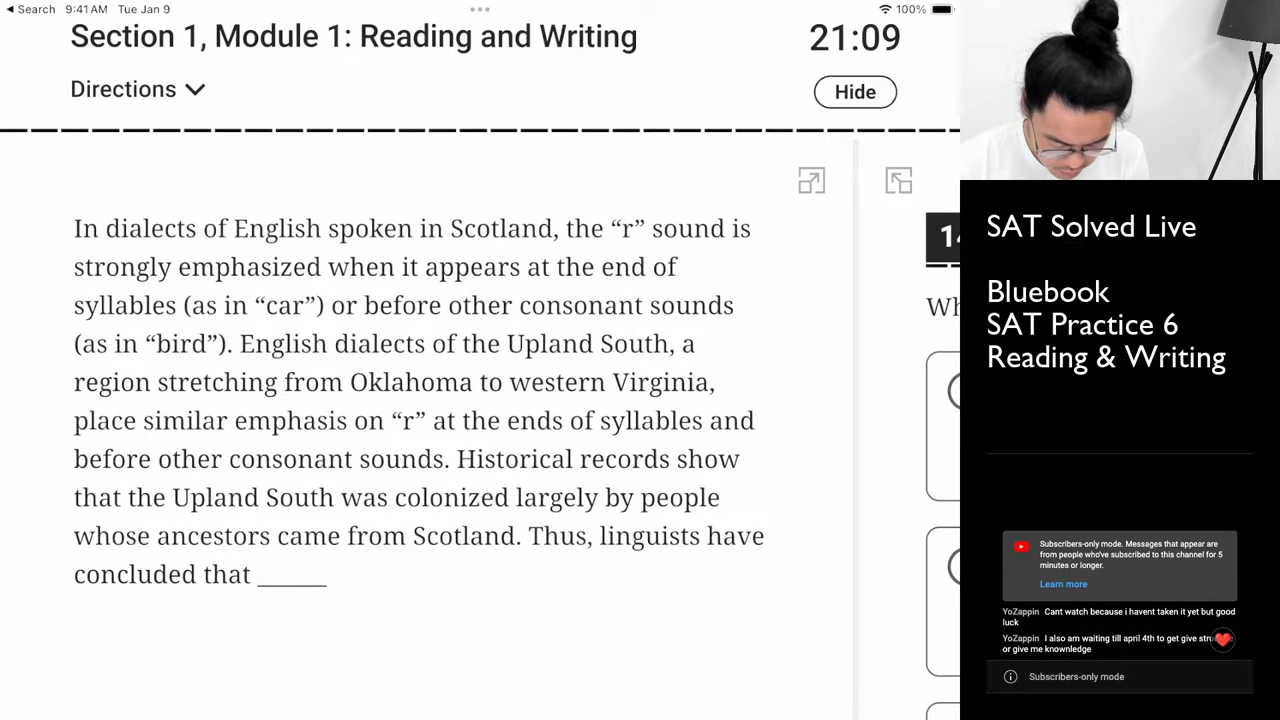 Search 9:41 AM Tue Jan 9
100%
Section 1, Module 1: Reading and Writing
21:09
Directions
Hide
In dialects of English spoken in Scotland, the “r” sound is
strongly emphasized when it appears at the end of
syllables (as in “car”) or before other consonant sounds
(as in “bird”). English dialects of the Upland South, a
region stretching from Oklahoma to western Virginia,
place similar emphasis on “r” at the ends of syllables and
before other consonant sounds. Historical records show
that the Upland South was colonized largely by people
whose ancestors came from Scotland. Thus, linguists have
concluded that ______
SAT Solved Live
Bluebook
SAT Practice 6
Reading & Writing
Subscribers-only mode. Messages that appear are
from people who've subscribed to this channel for 5
minutes or longer.
Learn more
YoZappin Cant watch because i havent taken it yet but good
luck
YoZappin I also am waiting till april 4th to get give
or give me knownledge
Subscribers-only mode